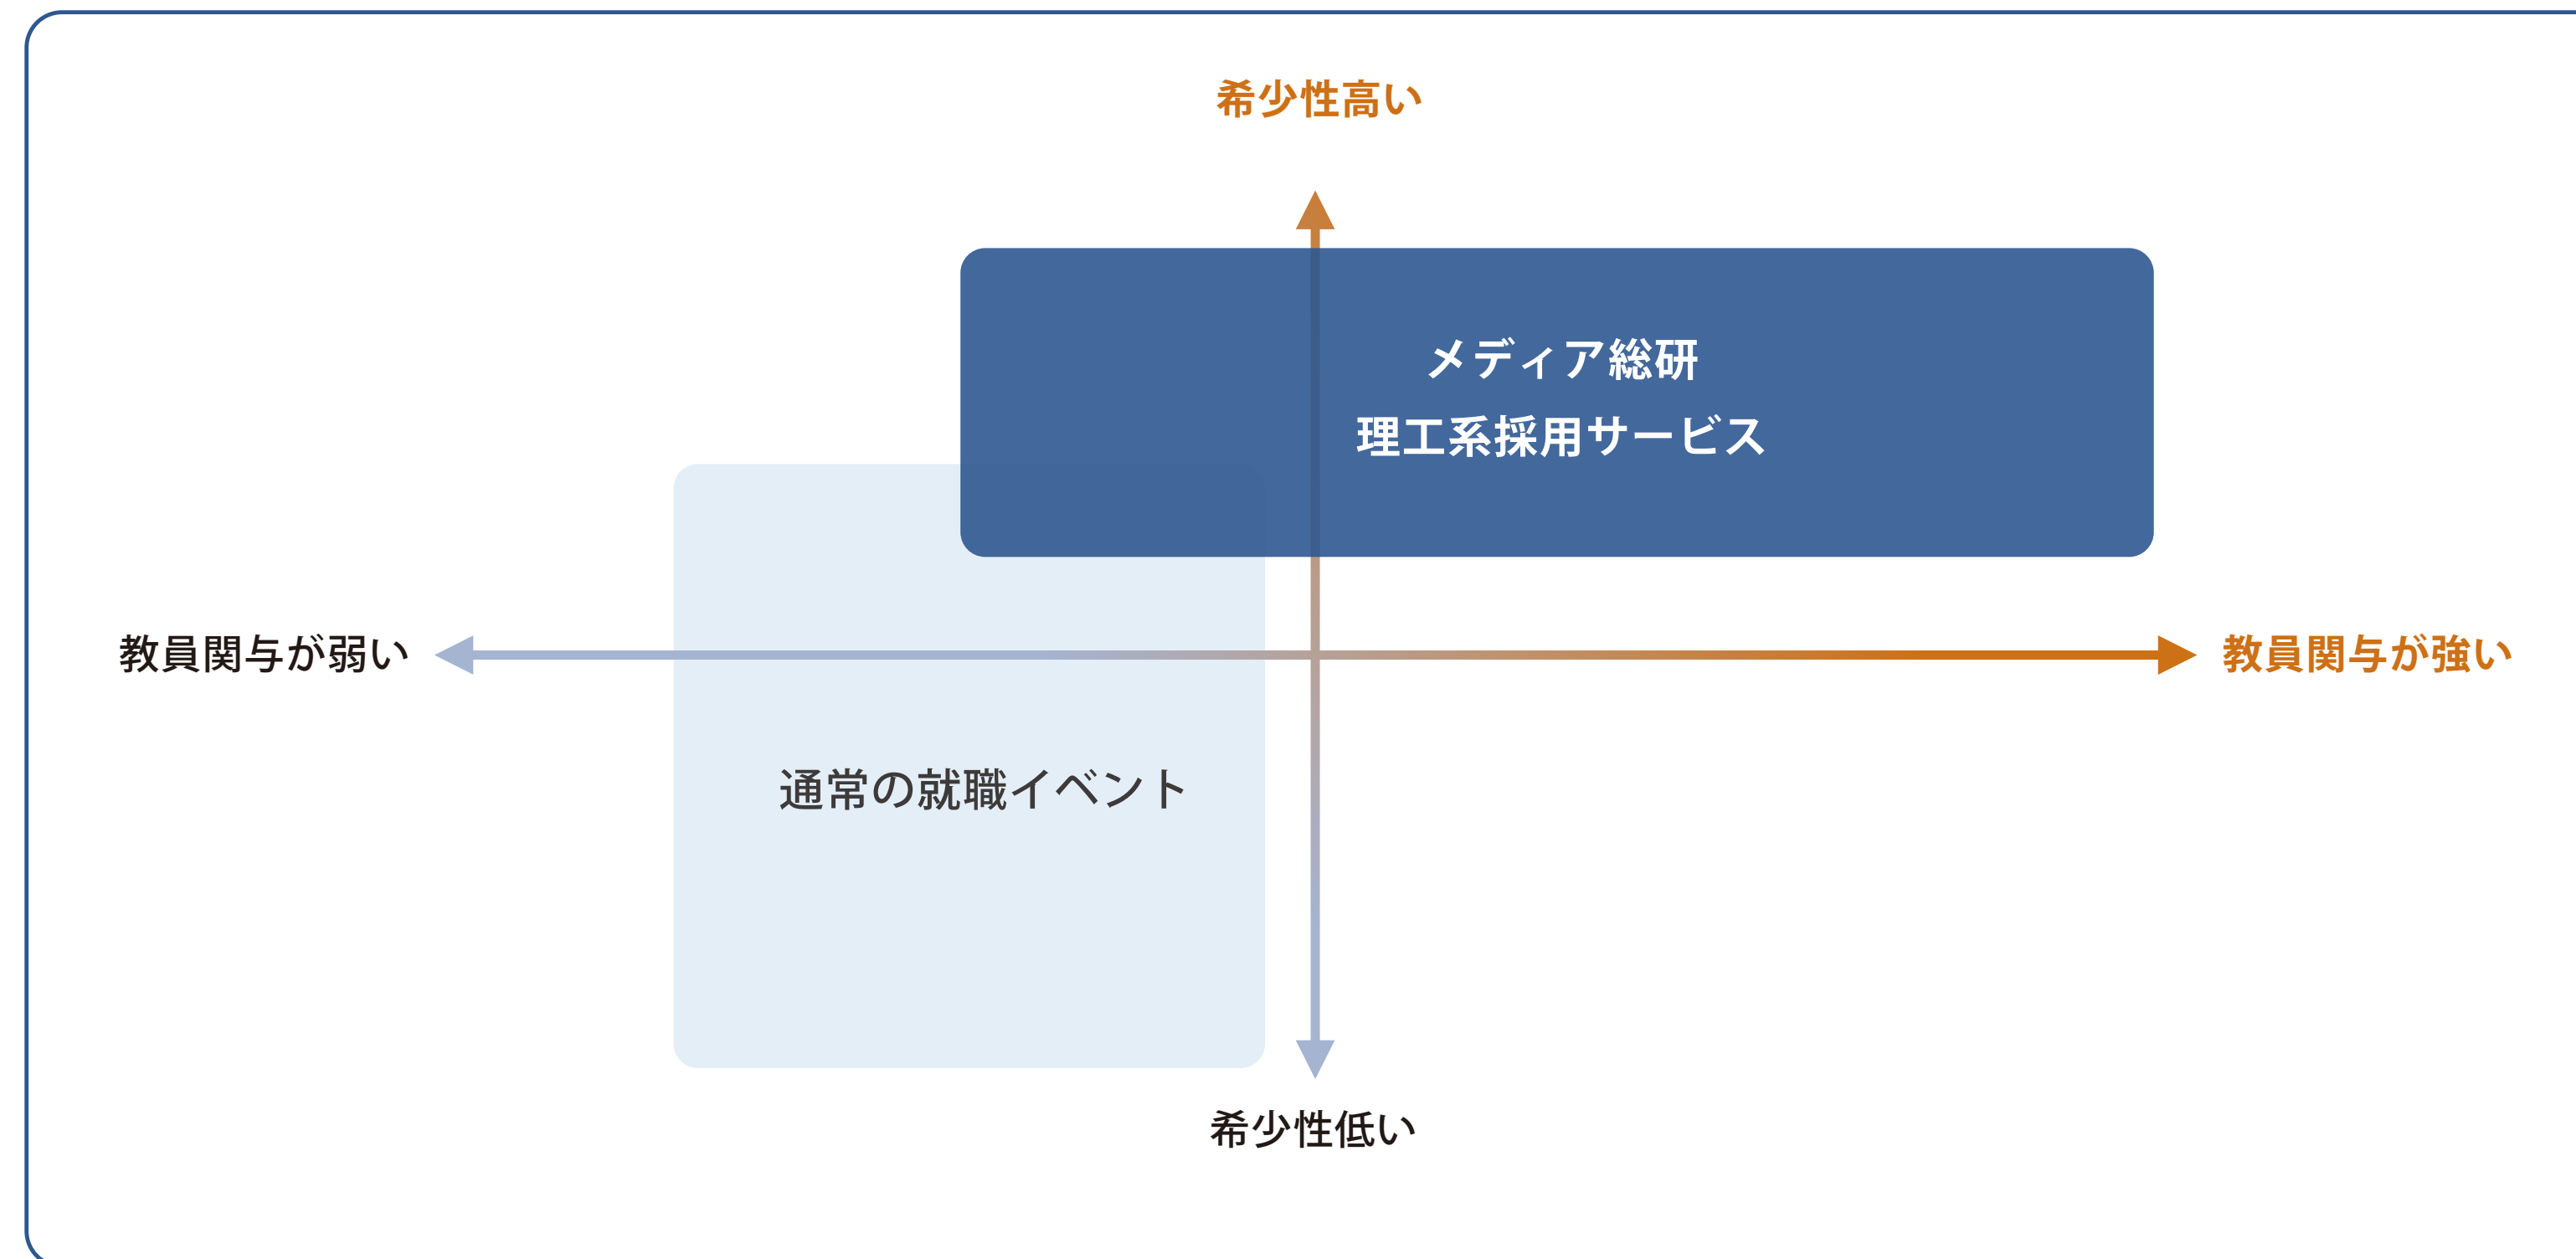 希少性高い
メディア総研
理工系採用サービス
教員関与が弱い
教員関与が強い
通常の就職イベント
希少性低い